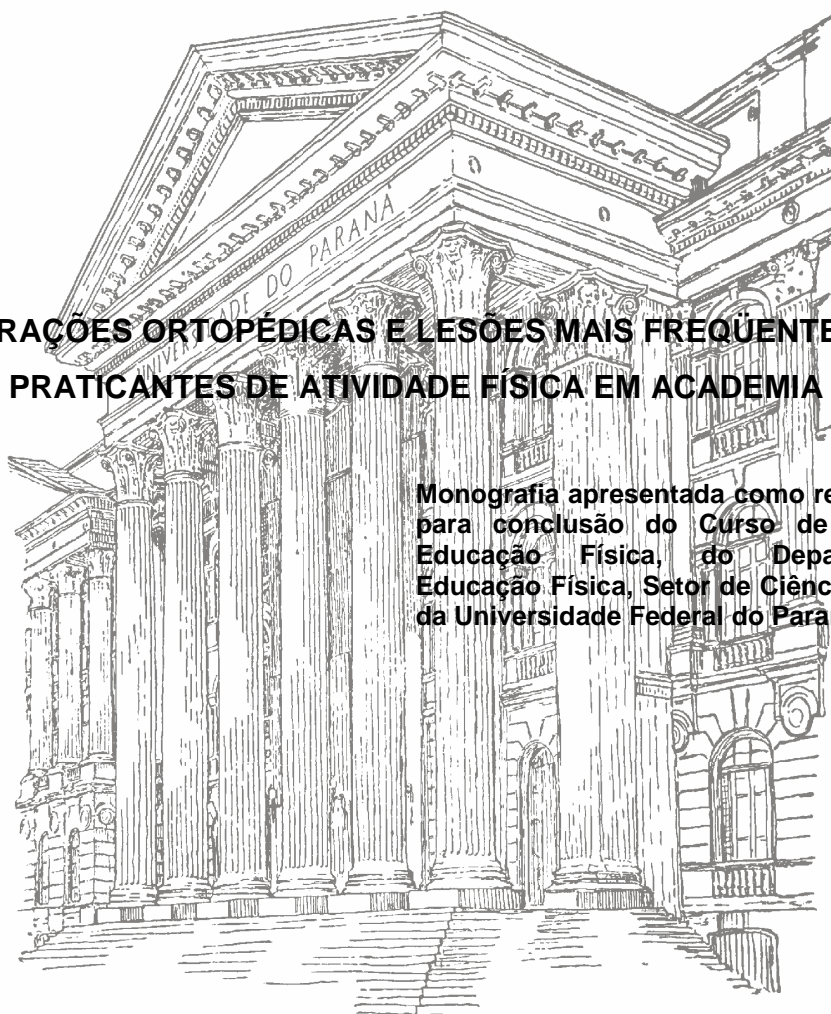 RAÇÕES ORTOPÉDICAS E LESÕES MAIS FREQÜENTE
PRATICANTES DE ATIVIDADE FÍSICA EM ACADEMIA
UNIVERSIDADE DO PARANÁ
Monografia apresentada como re
para conclusão do Curso de
Educação Física, do Depa
Educação Física, Setor de Ciênc
da Universidade Federal do Para